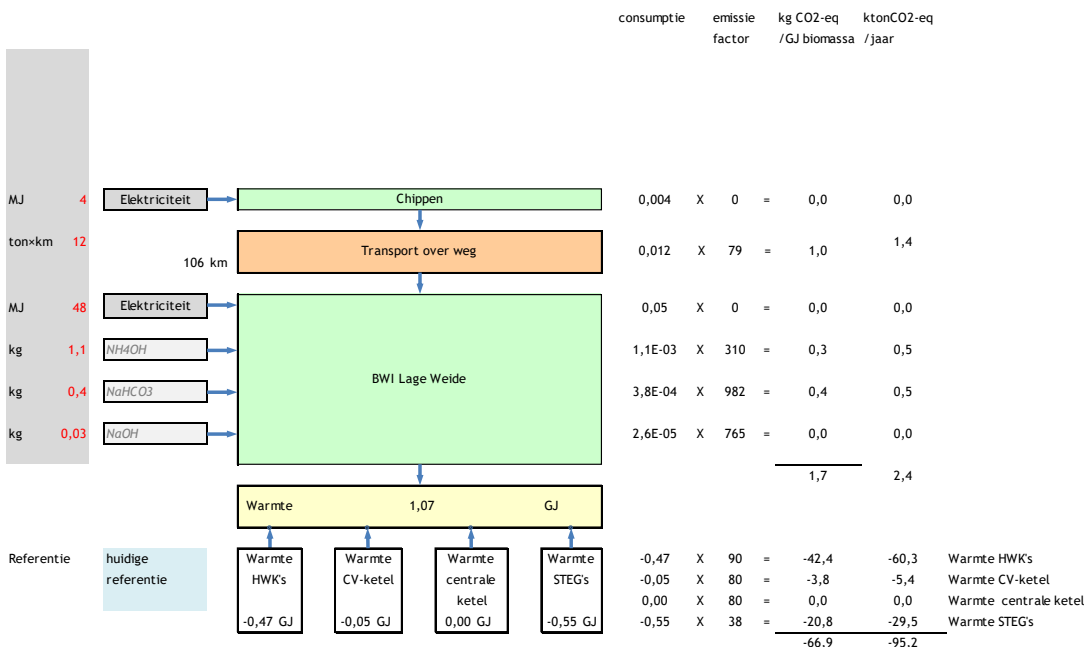 consumptie emissie kg CO2-eq ktonCO2-eq
factor /GJ biomassa /jaar
MJ 4 Elektriciteit Chippen 0,004 X 0 = 0,0 0,0
ton×km 12 106 km Transport over weg 0,012 X 79 = 1,0 1,4
MJ 48 Elektriciteit 0,05 X 0 = 0,0 0,0
kg 1,1 NH4OH 1,1E-03 X 310 = 0,3 0,5
BWI Lage Weide
kg 0,4 NaHCO3 3,8E-04 X 982 = 0,4 0,5
kg 0,03 NaOH 2,6E-05 X 765 = 0,0 0,0
1,7 2,4
Warmte 1,07 GJ
Referentie huidige Warmte Warmte Warmte Warmte -0,47 X 90 = -42,4 -60,3 Warmte HWK's
referentie HWK's CV-ketel centrale STEG's -0,05 X 80 = -3,8 -5,4 Warmte CV-ketel
ketel 0,00 X 80 = 0,0 0,0 Warmte centrale ketel
-0,47 GJ -0,05 GJ 0,00 GJ -0,55 GJ -0,55 X 38 = -20,8 -29,5 Warmte STEG's
-66,9 -95,2